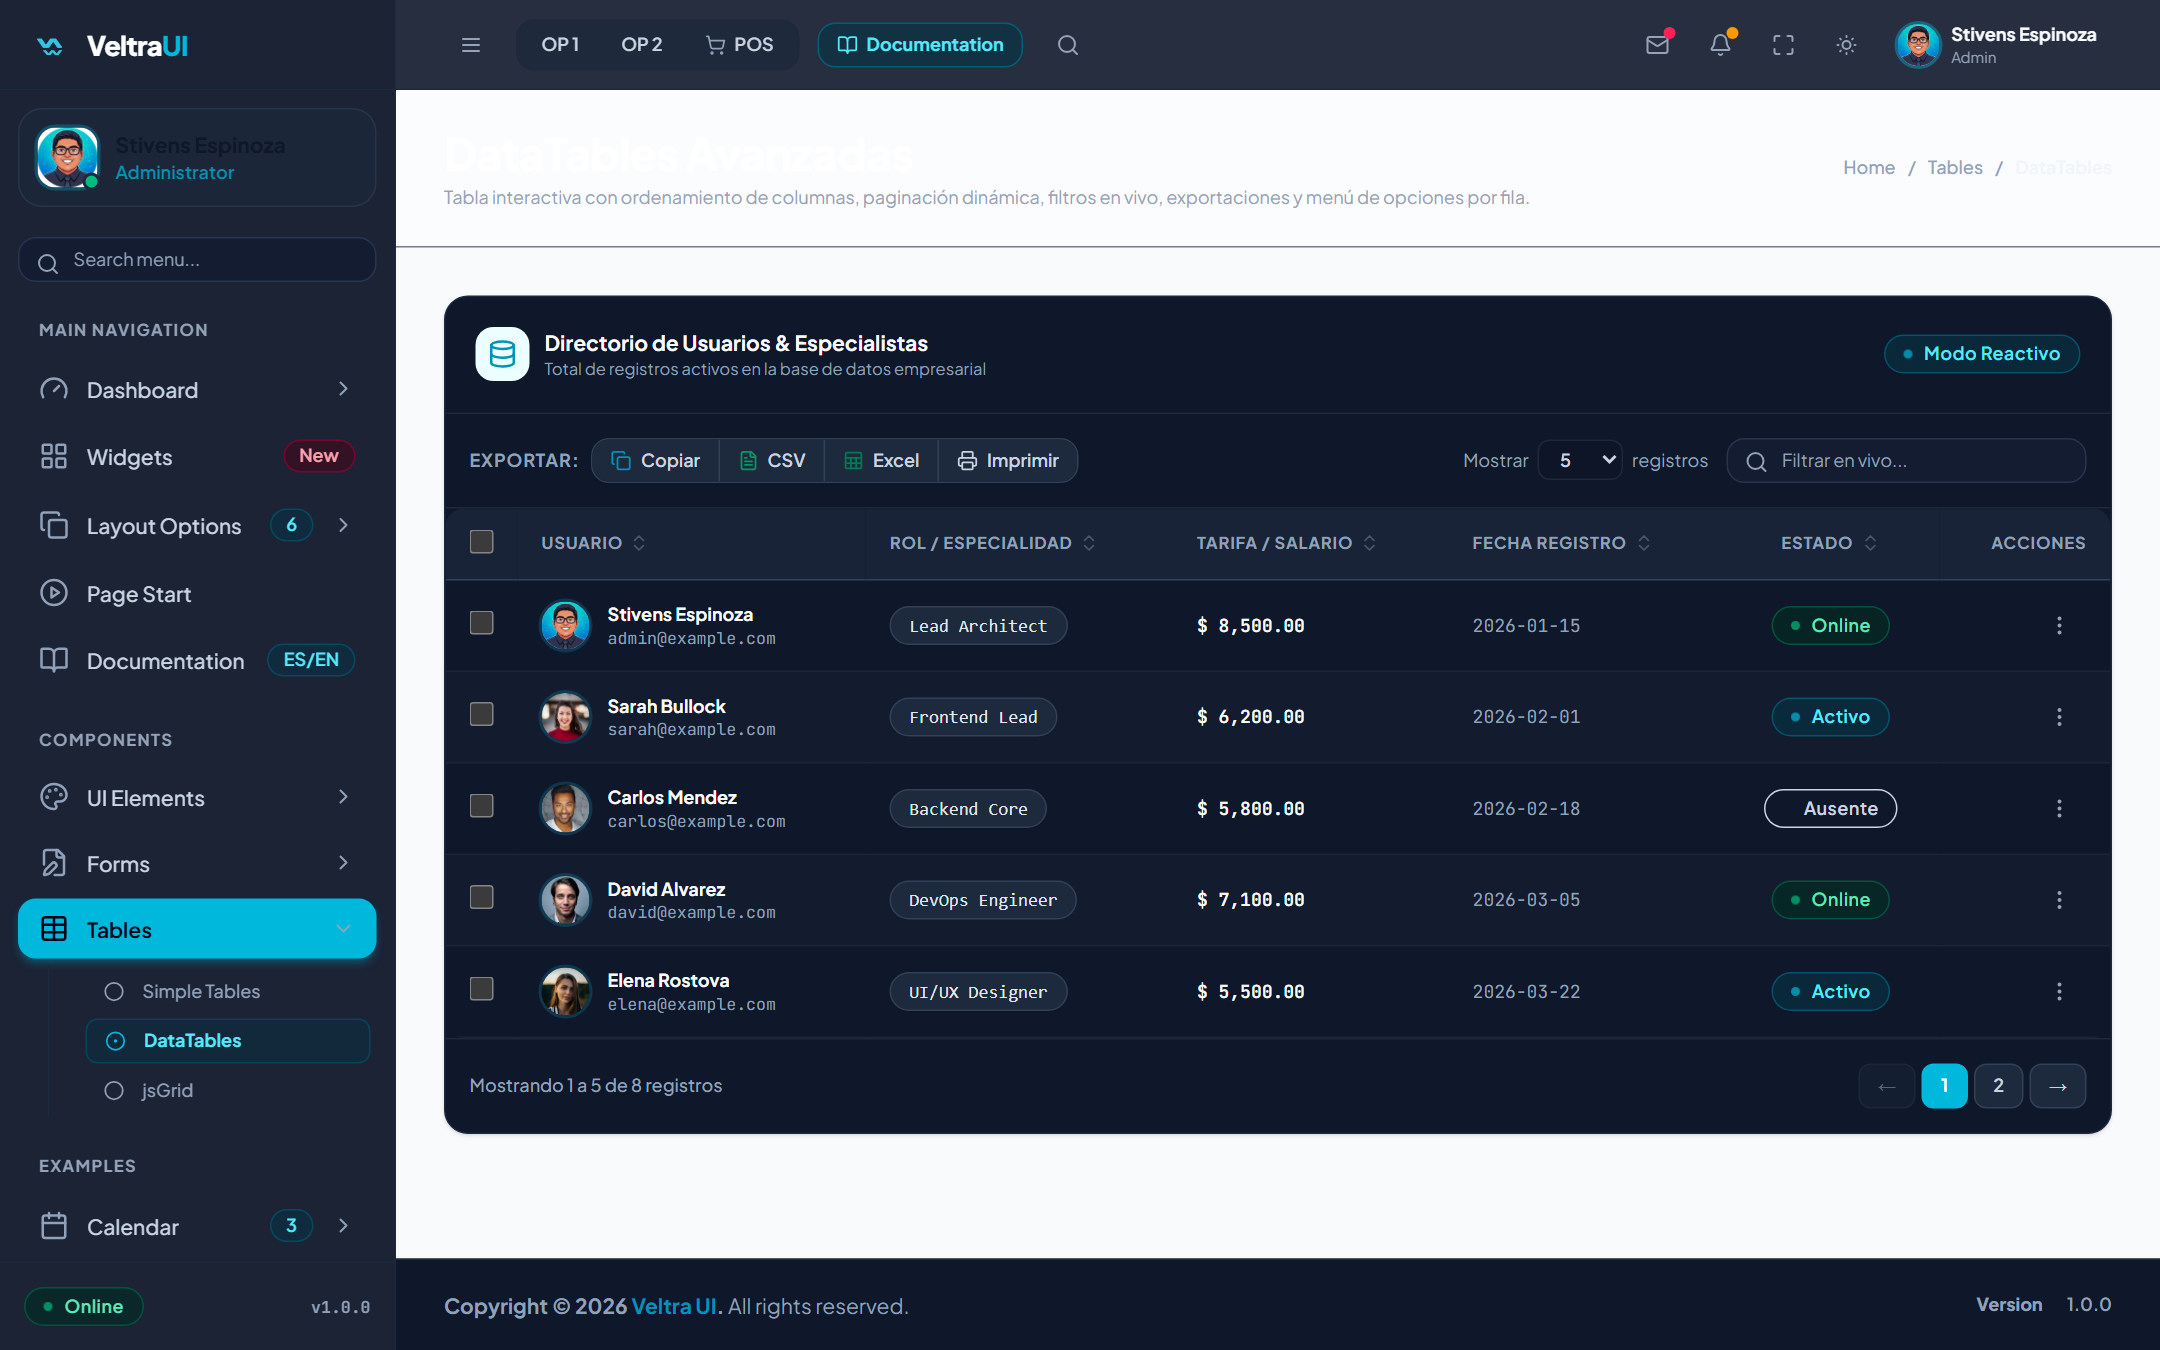 VeltraUI
OP 1
OP 2
POS
Documentation
Stivens Espinoza
Admin
Stivens Espinoza
Administrator
Search menu...
MAIN NAVIGATION
Dashboard
Widgets
New
Layout Options
6
Page Start
Documentation
ES/EN
COMPONENTS
UI Elements
Forms
Tables
Simple Tables
DataTables
jsGrid
EXAMPLES
Calendar
3
Online
v1.0.0
DataTables Avanzadas
Tabla interactiva con ordenamiento de columnas, paginación dinámica, filtros en vivo, exportaciones y menú de opciones por fila.
Home / Tables / DataTables
Directorio de Usuarios & Especialistas
Total de registros activos en la base de datos empresarial
Modo Reactivo
EXPORTAR:
Copiar
CSV
Excel
Imprimir
Mostrar 5 registros
Filtrar en vivo...
USUARIO
ROL / ESPECIALIDAD
TARIFA / SALARIO
FECHA REGISTRO
ESTADO
ACCIONES
Stivens Espinoza
admin@example.com
Lead Architect
$ 8,500.00
2026-01-15
Online
Sarah Bullock
sarah@example.com
Frontend Lead
$ 6,200.00
2026-02-01
Activo
Carlos Mendez
carlos@example.com
Backend Core
$ 5,800.00
2026-02-18
Ausente
David Alvarez
david@example.com
DevOps Engineer
$ 7,100.00
2026-03-05
Online
Elena Rostova
elena@example.com
UI/UX Designer
$ 5,500.00
2026-03-22
Activo
Mostrando 1 a 5 de 8 registros
← 1 2 →
Copyright © 2026 Veltra UI. All rights reserved.
Version 1.0.0